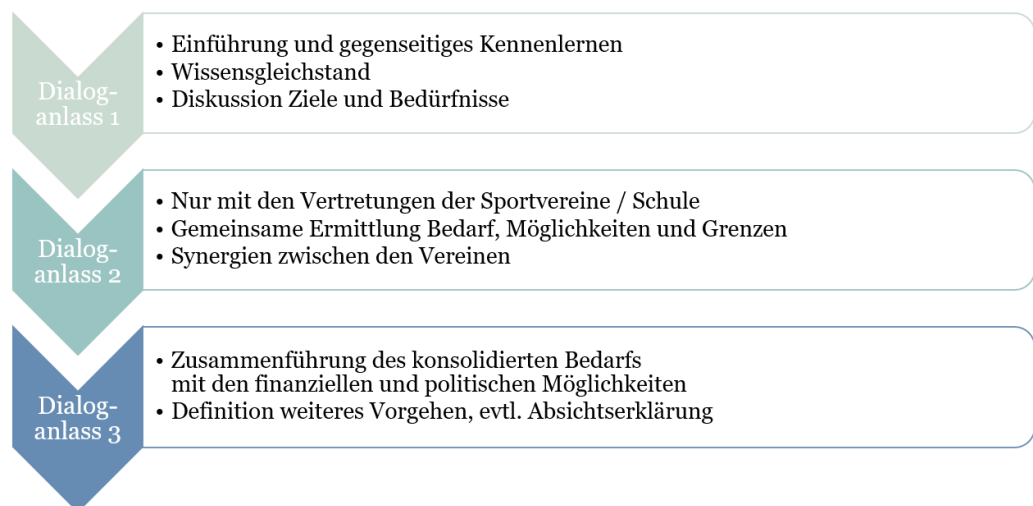 Dialog-
anlass 1
• Einführung und gegenseitiges Kennenlernen
• Wissensgleichstand
• Diskussion Ziele und Bedürfnisse
Dialog-
anlass 2
• Nur mit den Vertretungen der Sportvereine / Schule
• Gemeinsame Ermittlung Bedarf, Möglichkeiten und Grenzen
• Synergien zwischen den Vereinen
Dialog-
anlass 3
• Zusammenführung des konsolidierten Bedarfs
mit den finanziellen und politischen Möglichkeiten
• Definition weiteres Vorgehen, evtl. Absichtserklärung